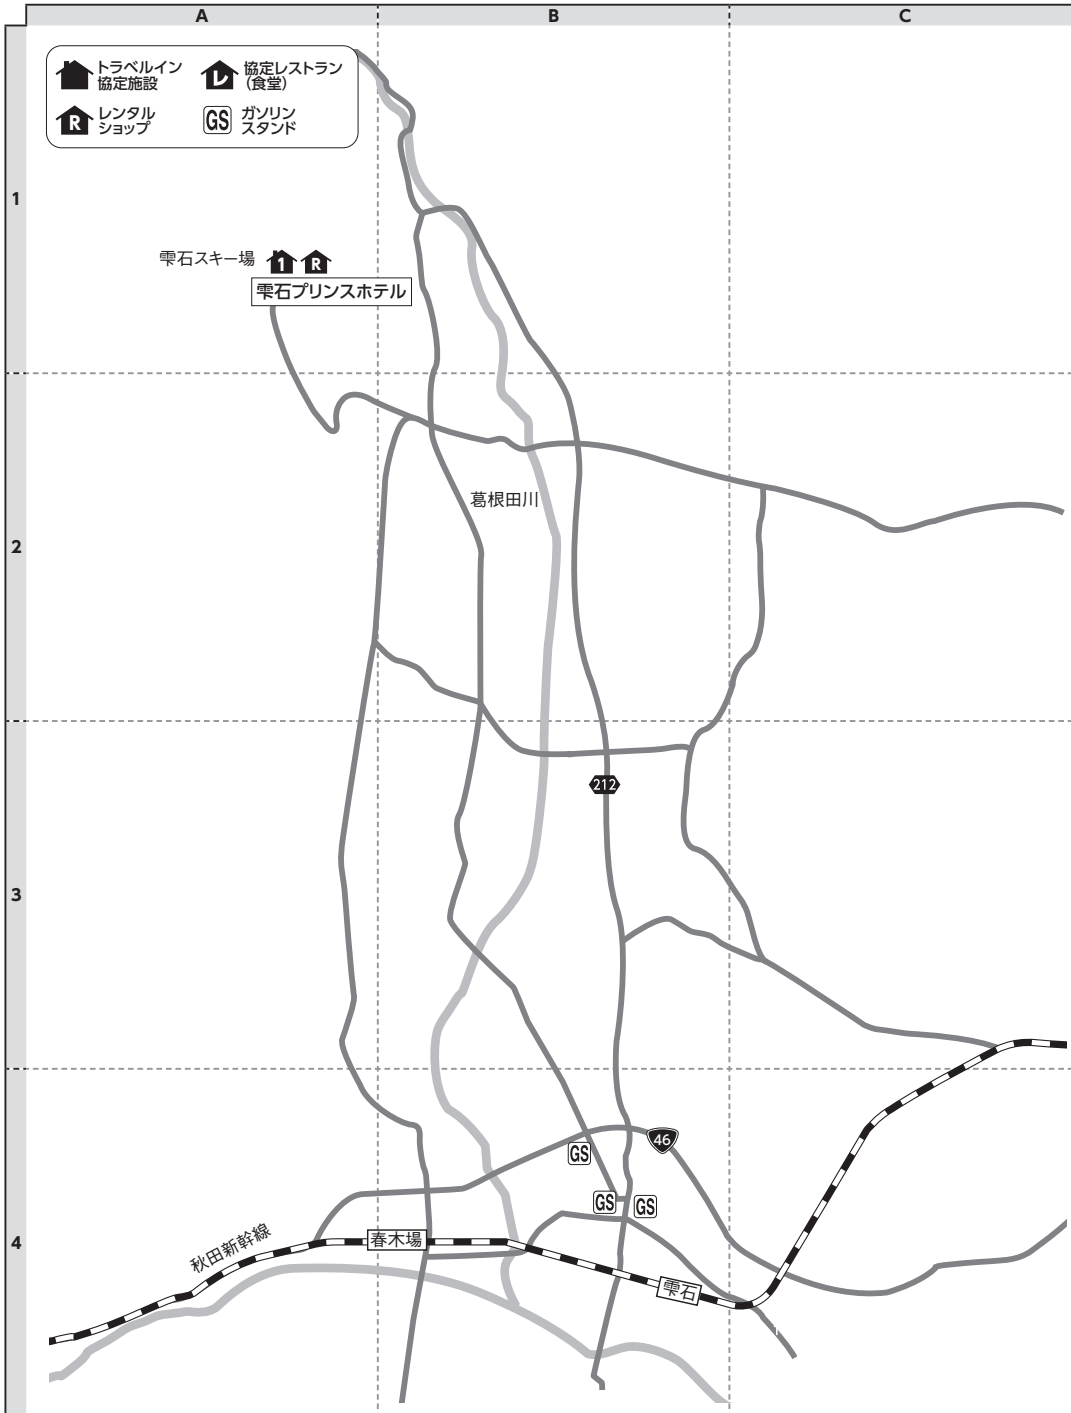 A
B
C
トラベルイン
協定施設
レ
協定レストラン
(食堂)
R
レンタル
ショップ
GS
ガソリン
スタンド
1
雫石スキー場
1
R
雫石プリンスホテル
葛根田川
2
212
3
46
GS
GS
GS
4
秋田新幹線
春木場
雫石